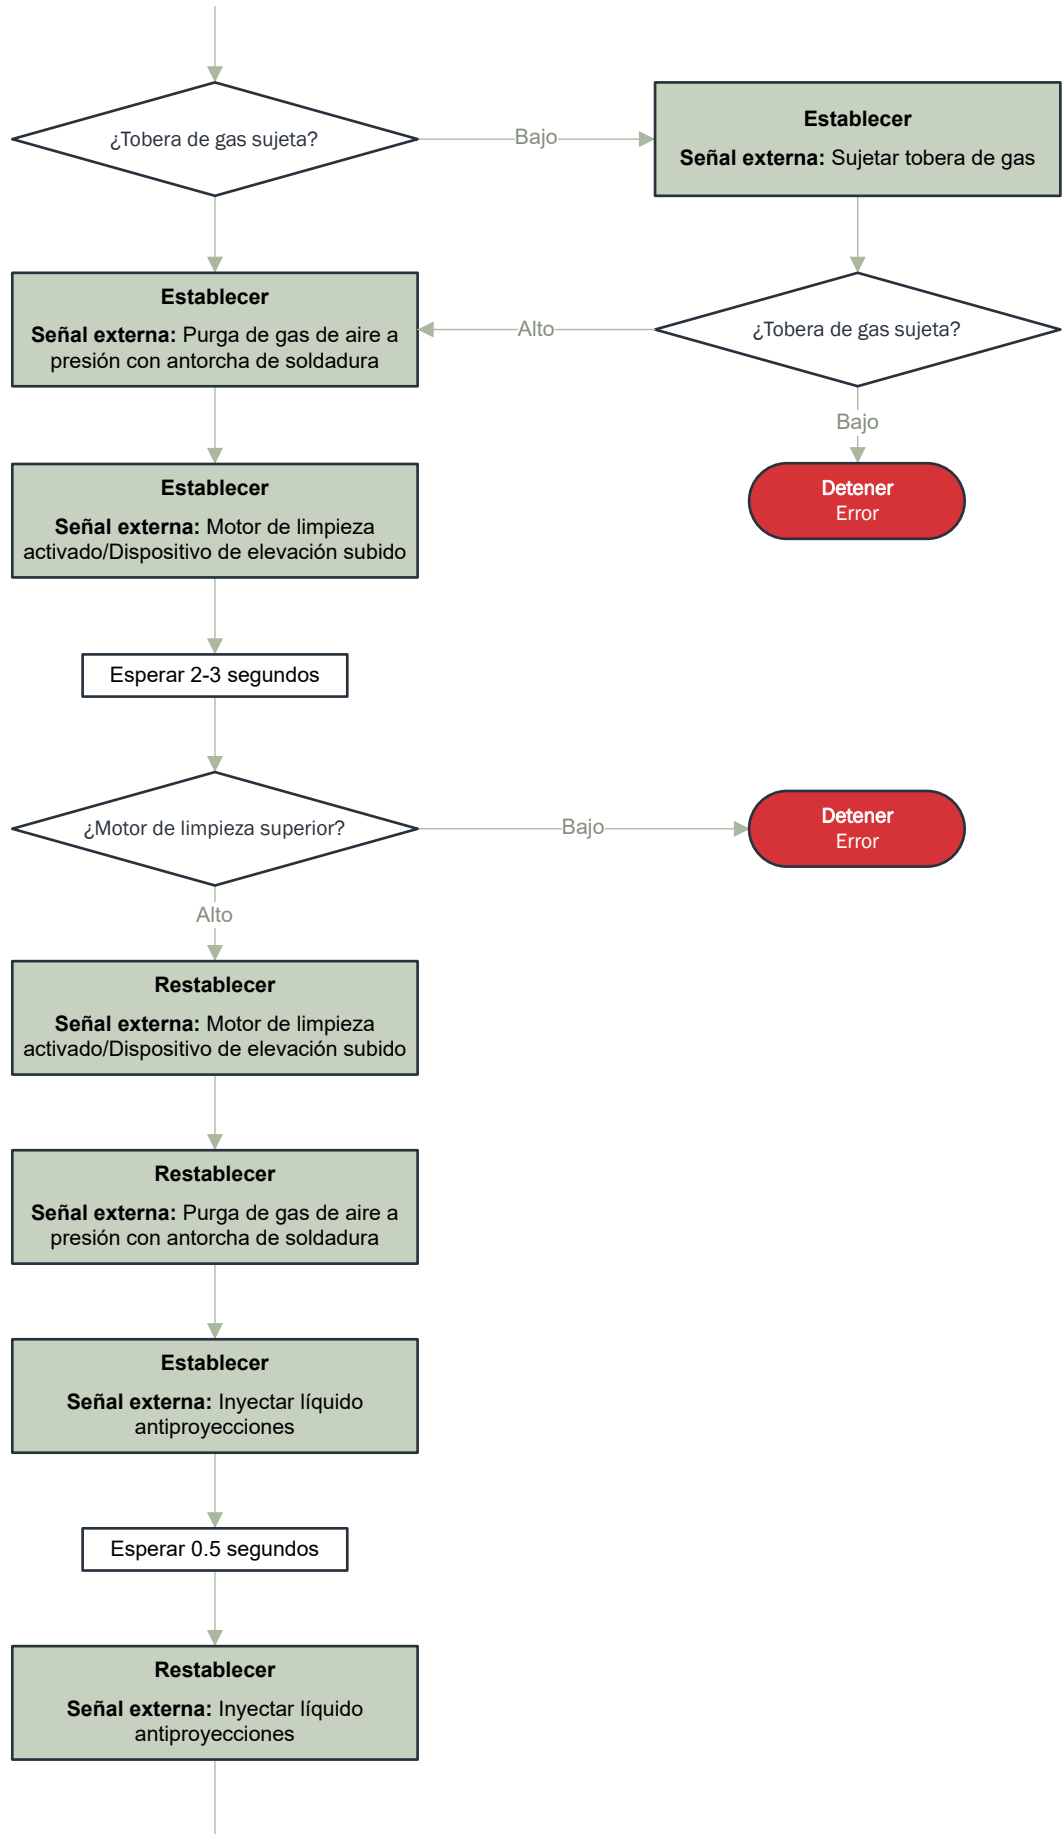 ¿Tobera de gas sujeta?
Bajo
Establecer
Señal externa: Sujetar tobera de gas
Establecer
Señal externa: Purga de gas de aire a
presión con antorcha de soldadura
Alto
¿Tobera de gas sujeta?
Bajo
Detener
Error
Establecer
Señal externa: Motor de limpieza
activado/Dispositivo de elevación subido
Esperar 2-3 segundos
¿Motor de limpieza superior?
Bajo
Detener
Error
Alto
Restablecer
Señal externa: Motor de limpieza
activado/Dispositivo de elevación subido
Restablecer
Señal externa: Purga de gas de aire a
presión con antorcha de soldadura
Establecer
Señal externa: Inyectar líquido
antiproyecciones
Esperar 0.5 segundos
Restablecer
Señal externa: Inyectar líquido
antiproyecciones